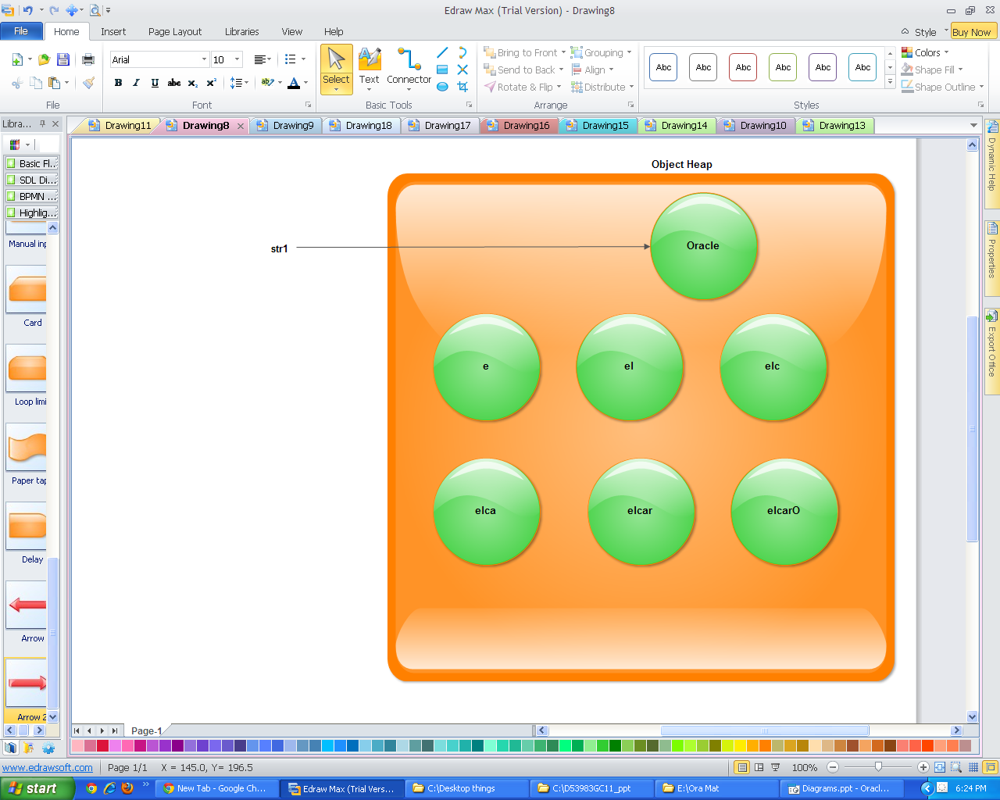 Edraw Max (Trial Version) - Drawing8
File Home Insert Page Layout Libraries View Help Style Buy Now
Arial 10
B I U abc x₂ x² A
Select Text Connector
Bring to Front Grouping
Send to Back Align
Rotate & Flip Distribute
Abc Abc Abc Abc Abc Abc
Colors
Shape Fill
Shape Outline
File Font Basic Tools Arrange Styles
Libra...
Drawing11 Drawing8 Drawing9 Drawing18 Drawing17 Drawing16 Drawing15 Drawing14 Drawing10 Drawing13
Basic Fl...
SDL Di...
BPMN ...
Highlig...
Manual inp
Card
Loop limi
Paper tap
Delay
Arrow
Arrow 2
Object Heap
str1
Oracle
e el elc
elca elcar elcarO
Dynamic Help
Properties
Export Office
Page-1
www.edrawsoft.com Page 1/1 X = 145.0, Y= 196.5 100%
start New Tab - Google Ch... Edraw Max (Trial Vers... C:\Desktop things C:\D53983GC11_ppt E:\Ora Mat Diagrams.ppt - Oracl... 6:24 PM